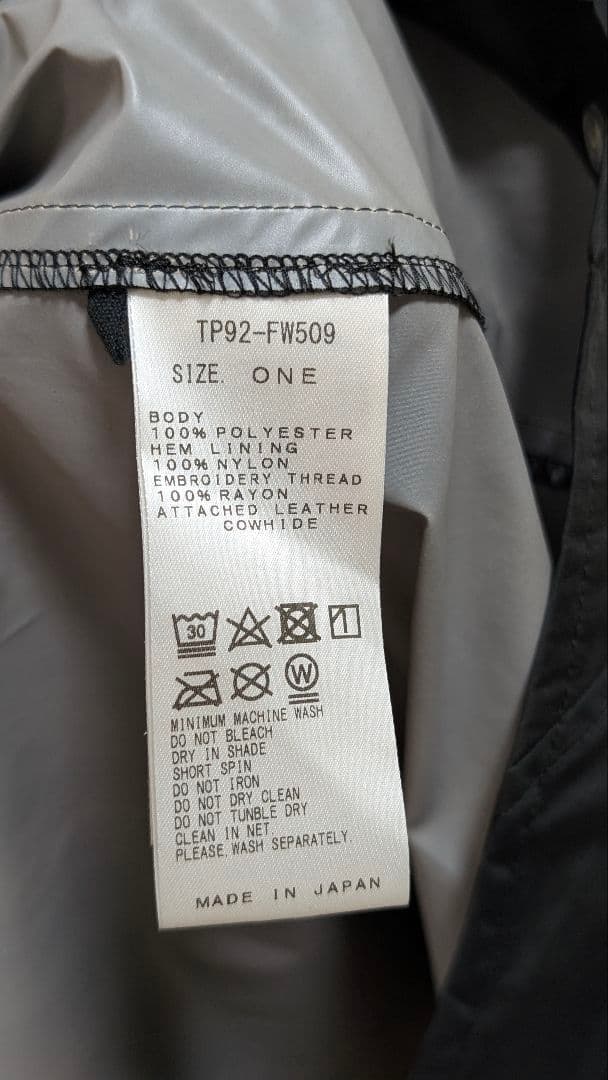 TP92-FW509
SIZE. ONE
BODY
100% POLYESTER
HEM LINING
100% NYLON
EMBROIDERY THREAD
100% RAYON
ATTACHED LEATHER
COWHIDE
30
W
MINIMUM MACHINE WASH
DO NOT BLEACH
DRY IN SHADE
SHORT SPIN
DO NOT IRON
DO NOT DRY CLEAN
DO NOT TUNBLE DRY
CLEAN IN NET
PLEASE.WASH SEPARATELY.
MADE IN JAPAN